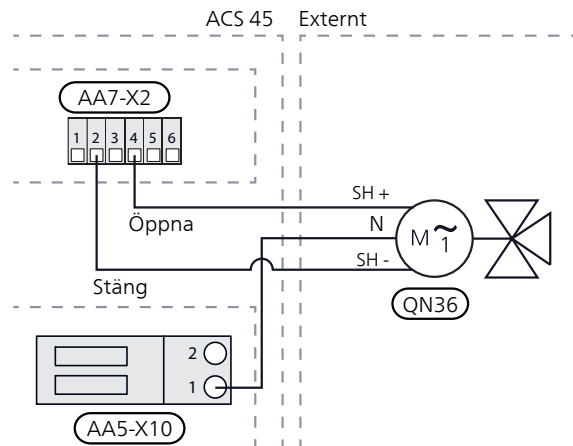 ACS 45 Externt
AA7-X2
1 2 3 4 5 6
SH +
Öppna
N
M ~ 1
SH -
Stäng
QN36
2
1
AA5-X10